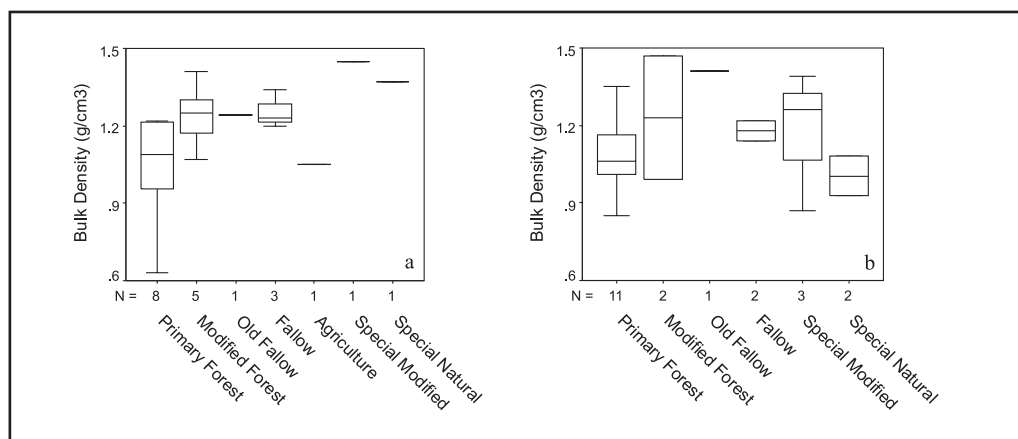 Bulk Density (g/cm3)
1.5
1.2
.9
.6
a
N = 8 5 1 3 1 1 1
Primary Forest
Modified Forest
Old Fallow
Fallow
Agriculture
Special Modified
Special Natural
Bulk Density (g/cm3)
1.5
1.2
.9
.6
b
N = 11 2 1 2 3 2
Primary Forest
Modified Forest
Old Fallow
Fallow
Special Modified
Special Natural